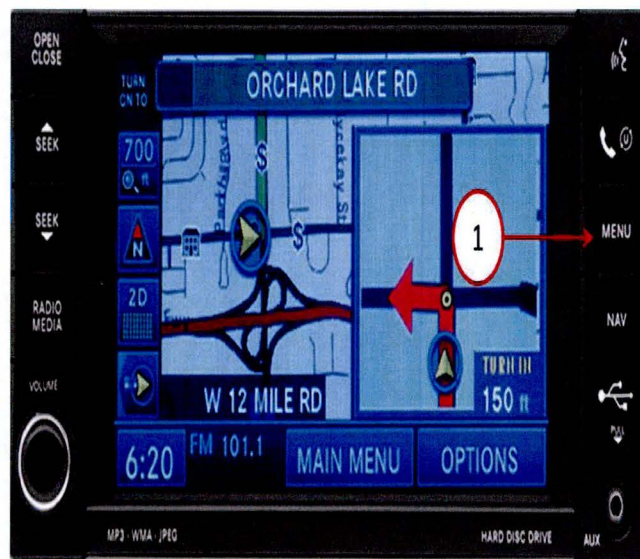 OPEN
CLOSE
SEEK
SEEK
RADIO
MEDIA
VOLUME
TURN
ON TO
ORCHARD LAKE RD
700
ft
N
2D
S
S
1
W 12 MILE RD
TURN IN
150 ft
6:20
FM 101.1
MAIN MENU
OPTIONS
MENU
NAV
PULL
MP3 · WMA · JPEG
HARD DISC DRIVE
AUX